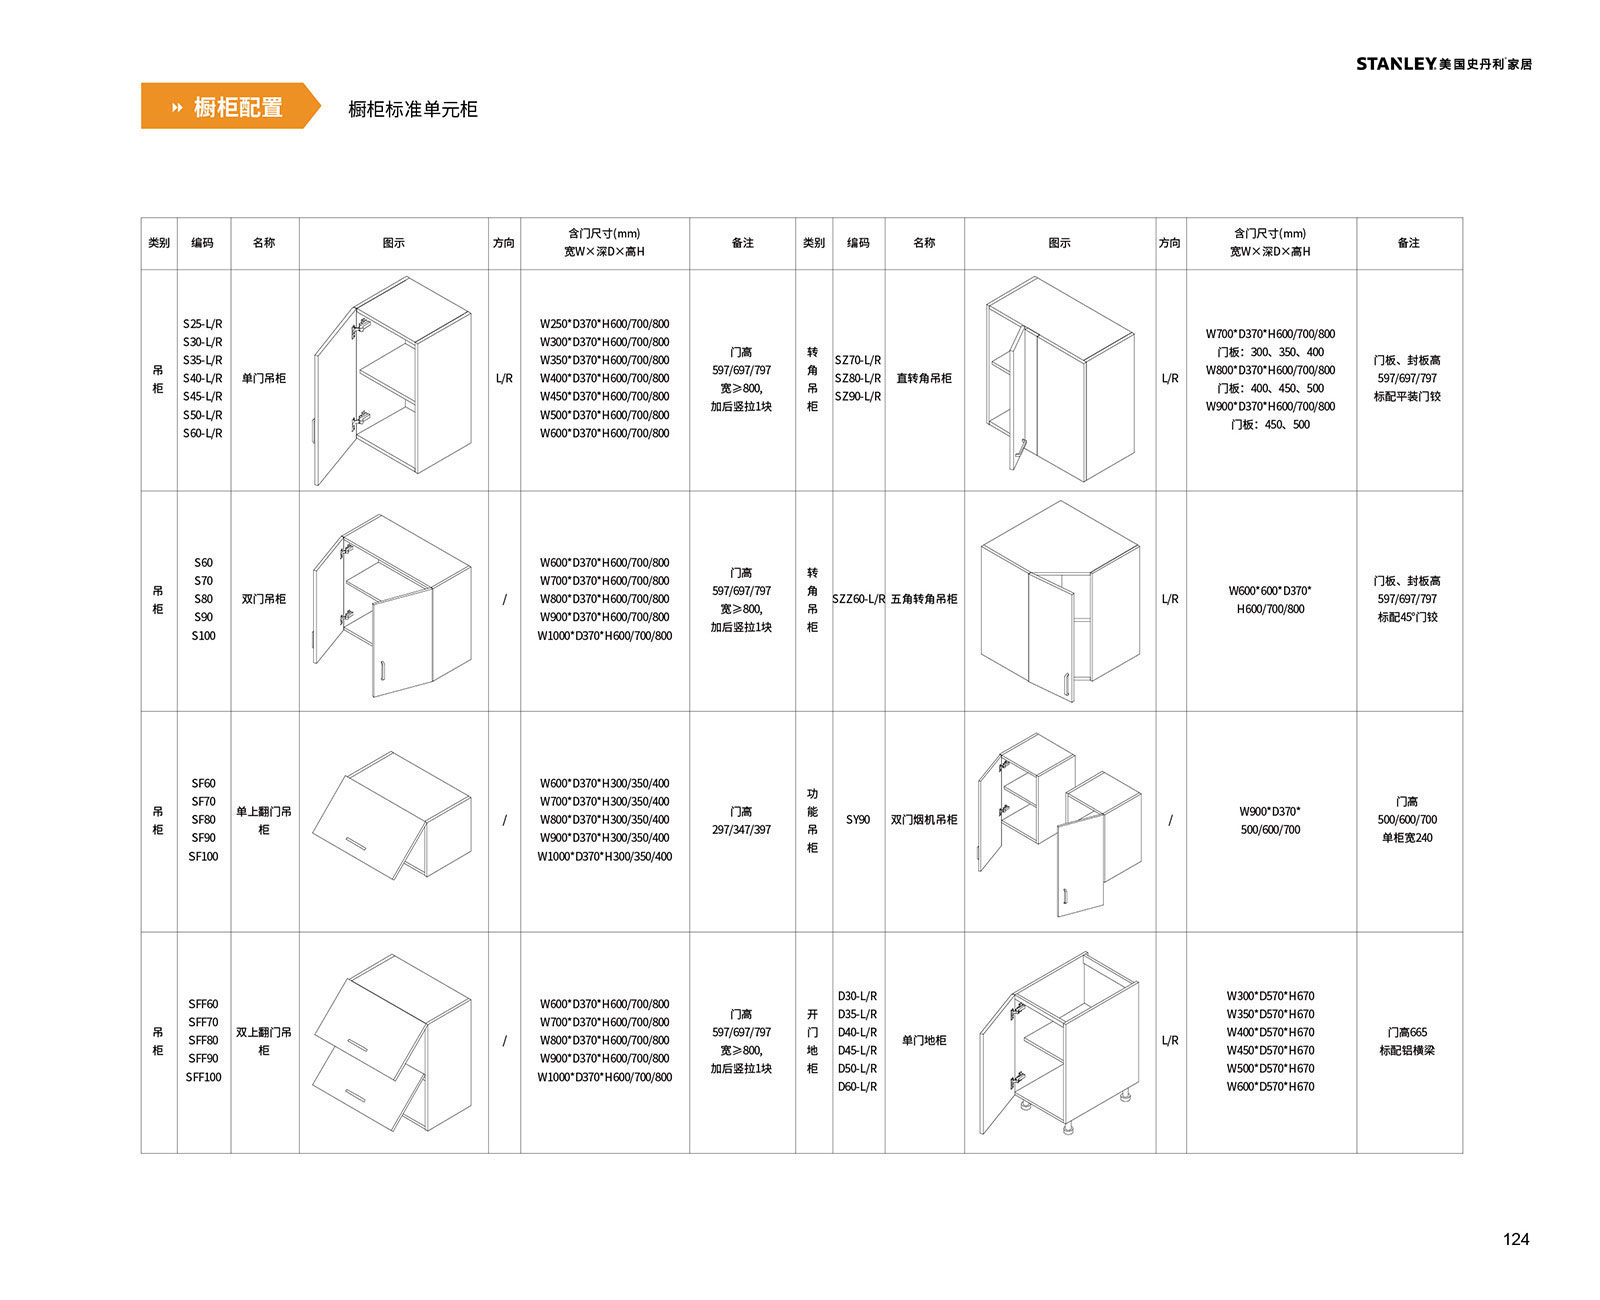 STANLEY. 美国史丹利家居
橱柜配置
橱柜标准单元柜
类别 编码 名称 图示 方向 含门尺寸(mm) 宽W×深D×高H 备注 类别 编码 名称 图示 方向 含门尺寸(mm) 宽W×深D×高H 备注
吊柜
S25-L/R
S30-L/R
S35-L/R
S40-L/R
S45-L/R
S50-L/R
S60-L/R
单门吊柜
L/R
W250*D370*H600/700/800
W300*D370*H600/700/800
W350*D370*H600/700/800
W400*D370*H600/700/800
W450*D370*H600/700/800
W500*D370*H600/700/800
W600*D370*H600/700/800
门高
597/697/797
宽≥800,
加后竖拉1块
转角吊柜
SZ70-L/R
SZ80-L/R
SZ90-L/R
直转角吊柜
L/R
W700*D370*H600/700/800
门板：300、350、400
W800*D370*H600/700/800
门板：400、450、500
W900*D370*H600/700/800
门板：450、500
门板、封板高
597/697/797
标配平装门铰
吊柜
S60
S70
S80
S90
S100
双门吊柜
/
W600*D370*H600/700/800
W700*D370*H600/700/800
W800*D370*H600/700/800
W900*D370*H600/700/800
W1000*D370*H600/700/800
门高
597/697/797
宽≥800,
加后竖拉1块
转角吊柜
SZZ60-L/R
五角转角吊柜
L/R
W600*600*D370*
H600/700/800
门板、封板高
597/697/797
标配45°门铰
吊柜
SF60
SF70
SF80
SF90
SF100
单上翻门吊
柜
/
W600*D370*H300/350/400
W700*D370*H300/350/400
W800*D370*H300/350/400
W900*D370*H300/350/400
W1000*D370*H300/350/400
门高
297/347/397
功能吊柜
SY90
双门烟机吊柜
/
W900*D370*
500/600/700
门高
500/600/700
单柜宽240
吊柜
SFF60
SFF70
SFF80
SFF90
SFF100
双上翻门吊
柜
/
W600*D370*H600/700/800
W700*D370*H600/700/800
W800*D370*H600/700/800
W900*D370*H600/700/800
W1000*D370*H600/700/800
门高
597/697/797
宽≥800,
加后竖拉1块
开门地柜
D30-L/R
D35-L/R
D40-L/R
D45-L/R
D50-L/R
D60-L/R
单门地柜
L/R
W300*D570*H670
W350*D570*H670
W400*D570*H670
W450*D570*H670
W500*D570*H670
W600*D570*H670
门高665
标配铝横梁
124